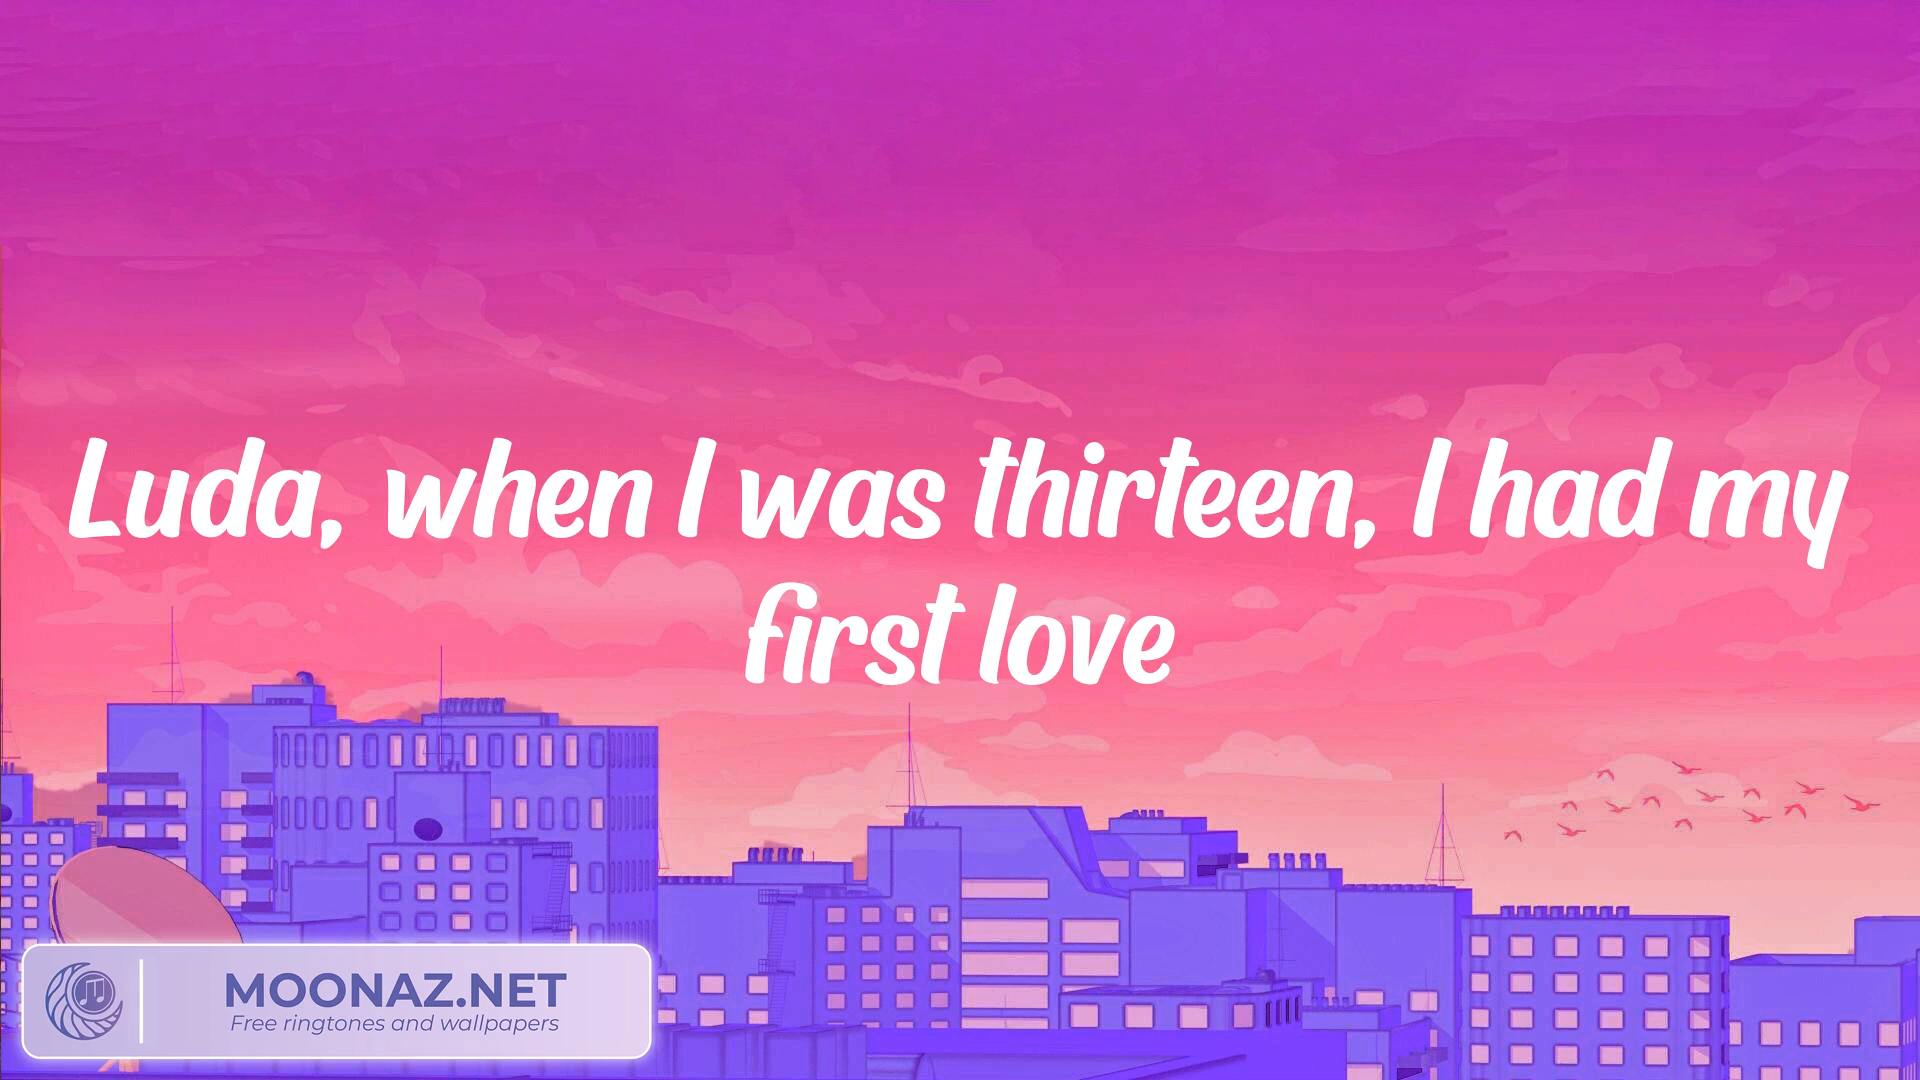 Luda, when I was thirteen, I had my
first love
MOONAZ.NET
Free ringtones and wallpapers